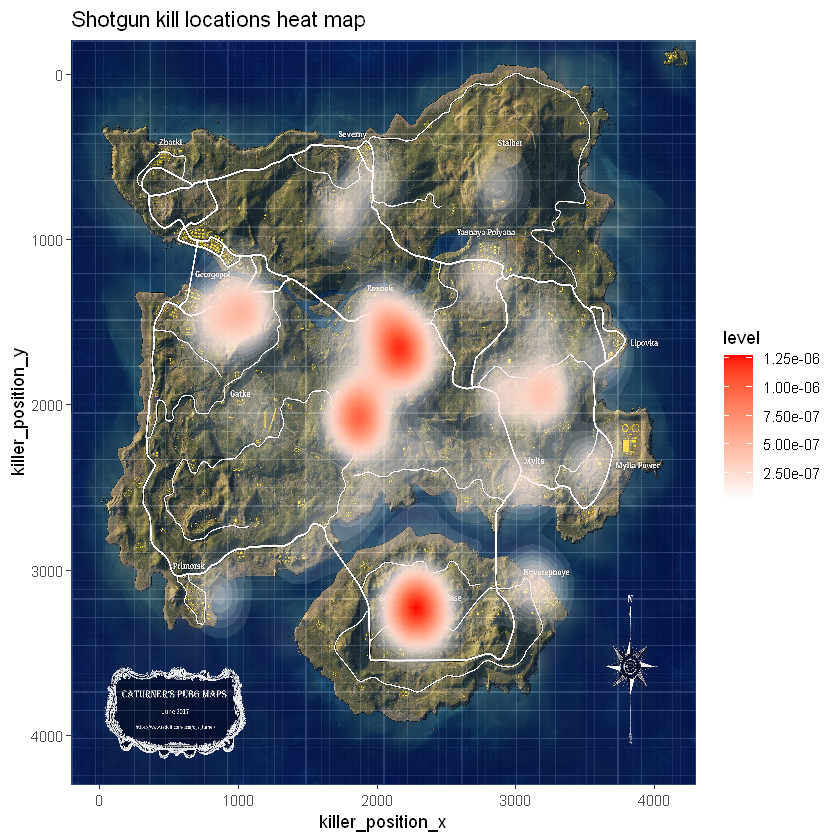 Shotgun kill locations heat map
0
1000
2000
3000
4000
killer_position_y
0
1000
2000
3000
4000
killer_position_x
level
1.25e-06
1.00e-06
7.50e-07
5.00e-07
2.50e-07
Zharki
Severny
Stalber
Yasnaya Polyana
Georgopol
Rozhok
Lipovka
Gatka
Mylta
Mylta Power
Primorsk
Novorepnoye
N
CATURNER'S PUBG MAPS
June 2017